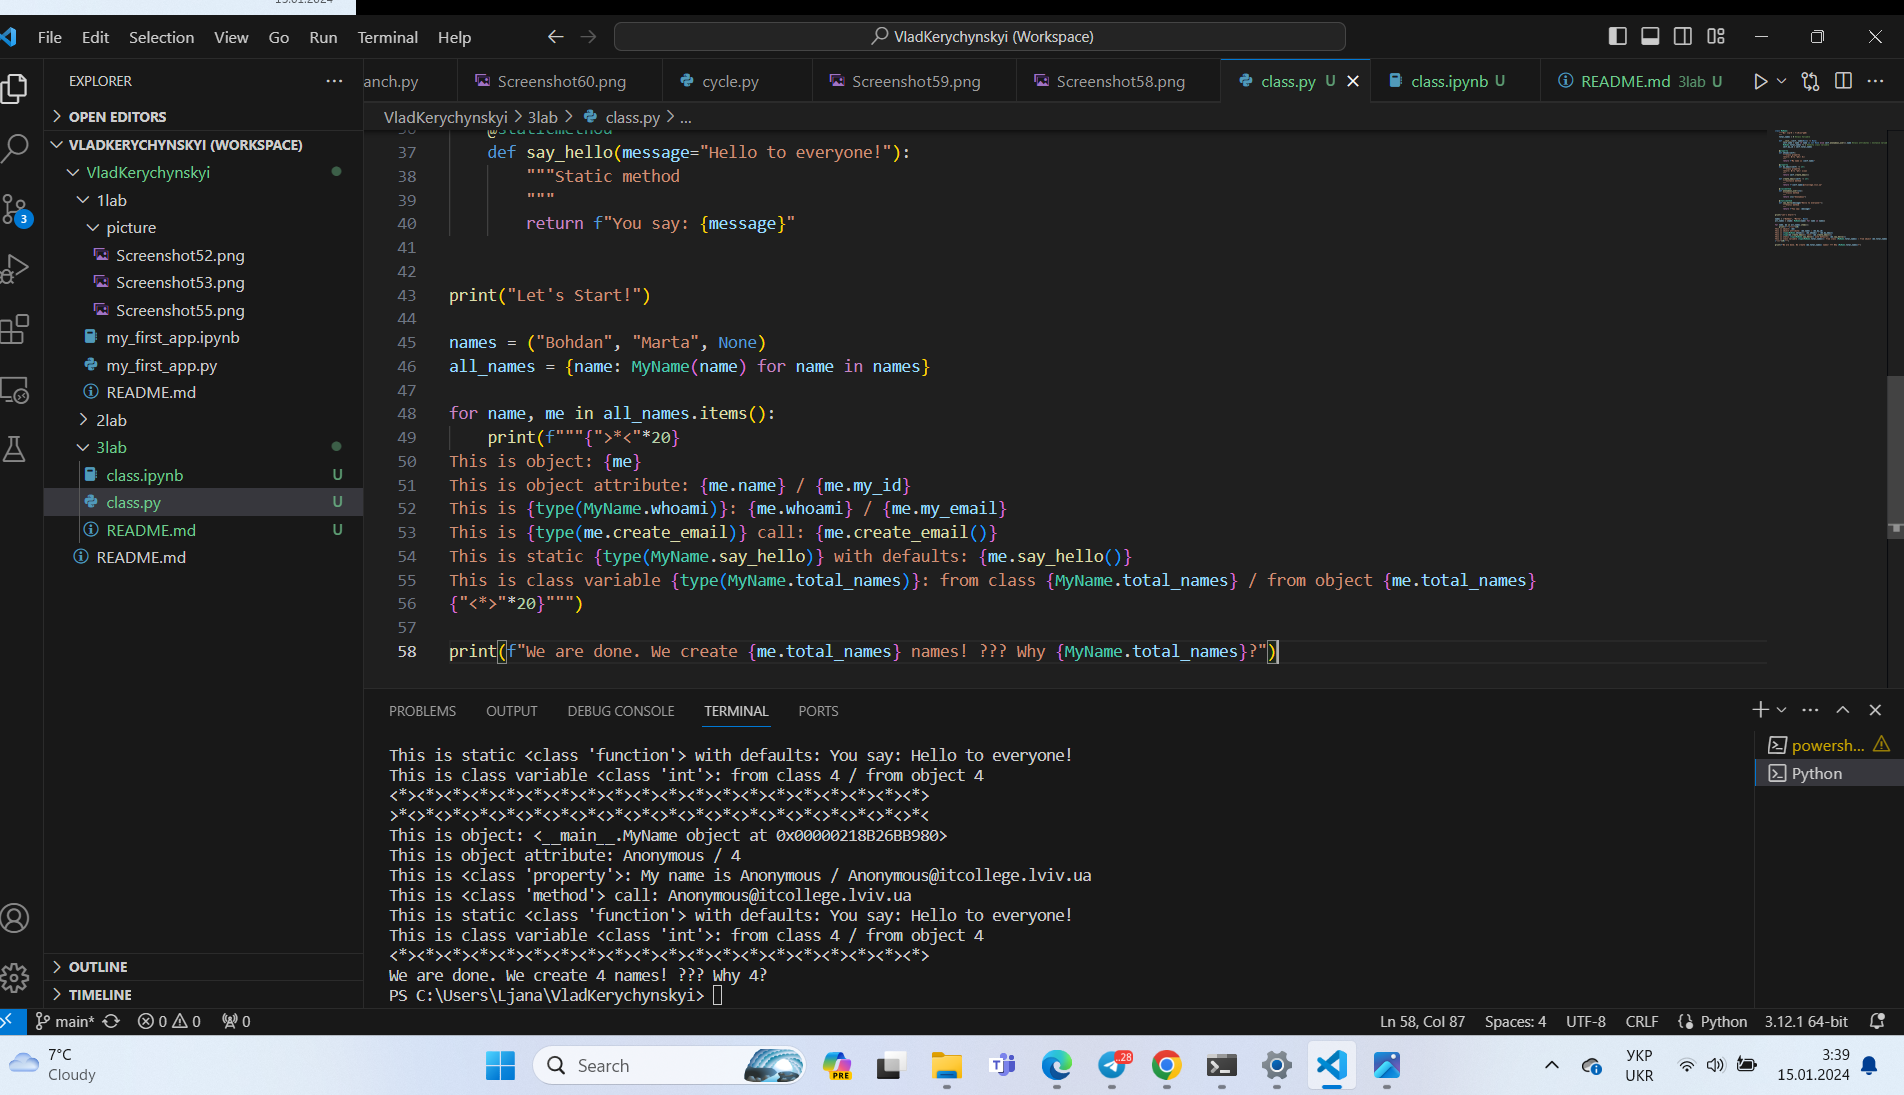 15.01.2024
File Edit Selection View Go Run Terminal Help
VladKerychynskyi (Workspace)
EXPLORER
OPEN EDITORS
VLADKERYCHYNSKYI (WORKSPACE)
VladKerychynskyi
1lab
picture
Screenshot52.png
Screenshot53.png
Screenshot55.png
my_first_app.ipynb
my_first_app.py
README.md
2lab
3lab
class.ipynb U
class.py U
README.md U
README.md
OUTLINE
TIMELINE
3
anch.py Screenshot60.png cycle.py Screenshot59.png Screenshot58.png class.py U class.ipynb U README.md 3lab U
VladKerychynskyi > 3lab > class.py > ...
36 @staticmethod
37 def say_hello(message="Hello to everyone!"):
38 """Static method
39 """
40 return f"You say: {message}"
41
42
43 print("Let's Start!")
44
45 names = ("Bohdan", "Marta", None)
46 all_names = {name: MyName(name) for name in names}
47
48 for name, me in all_names.items():
49 print(f"""{">*<"*20}
50 This is object: {me}
51 This is object attribute: {me.name} / {me.my_id}
52 This is {type(MyName.whoami)}: {me.whoami} / {me.my_email}
53 This is {type(me.create_email)} call: {me.create_email()}
54 This is static {type(MyName.say_hello)} with defaults: {me.say_hello()}
55 This is class variable {type(MyName.total_names)}: from class {MyName.total_names} / from object {me.total_names}
56 {"<*>"*20}""")
57
58 print(f"We are done. We create {me.total_names} names! ??? Why {MyName.total_names}?")
PROBLEMS OUTPUT DEBUG CONSOLE TERMINAL PORTS
This is static <class 'function'> with defaults: You say: Hello to everyone!
This is class variable <class 'int'>: from class 4 / from object 4
<*><*><*><*><*><*><*><*><*><*><*><*><*><*><*><*><*><*><*><*>
>*<>*<>*<>*<>*<>*<>*<>*<>*<>*<>*<>*<>*<>*<>*<>*<>*<>*<>*<>*<
This is object: <__main__.MyName object at 0x00000218B26BB980>
This is object attribute: Anonymous / 4
This is <class 'property'>: My name is Anonymous / Anonymous@itcollege.lviv.ua
This is <class 'method'> call: Anonymous@itcollege.lviv.ua
This is static <class 'function'> with defaults: You say: Hello to everyone!
This is class variable <class 'int'>: from class 4 / from object 4
<*><*><*><*><*><*><*><*><*><*><*><*><*><*><*><*><*><*><*><*>
We are done. We create 4 names! ??? Why 4?
PS C:\Users\Ljana\VladKerychynskyi>
powersh...
Python
main* 0 0 0 Ln 58, Col 87 Spaces: 4 UTF-8 CRLF Python 3.12.1 64-bit
7°C
Cloudy
Search
PRE
28
УКР
UKR
3:39
15.01.2024